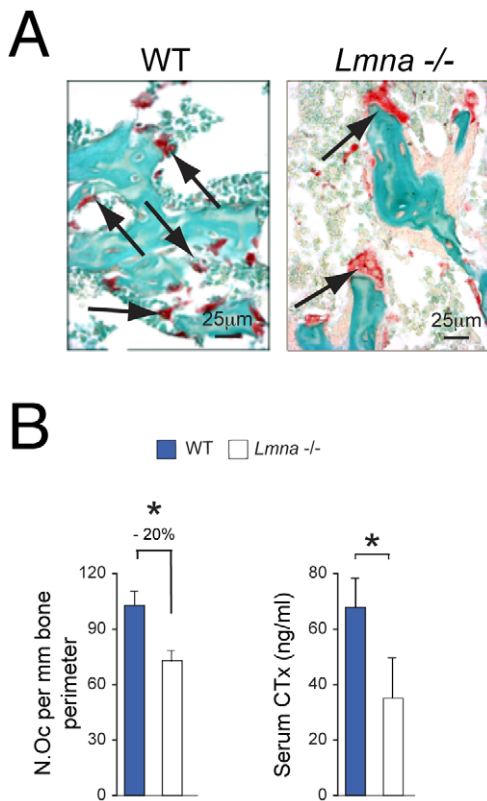 A
WT
Lmna -/-
25µm
25µm
B
WT
Lmna -/-
*
- 20%
N.Oc per mm bone
perimeter
120
90
60
30
0
*
Serum CTx (ng/ml)
80
60
40
20
0